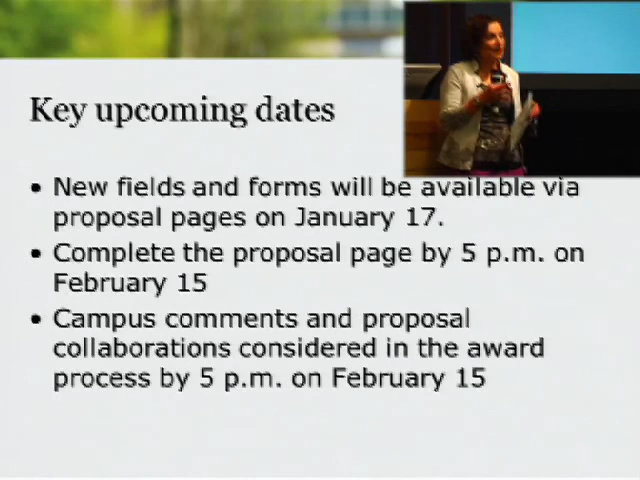 Key upcoming dates
• New fields and forms will be available via
proposal pages on January 17.
• Complete the proposal page by 5 p.m. on
February 15
• Campus comments and proposal
collaborations considered in the award
process by 5 p.m. on February 15